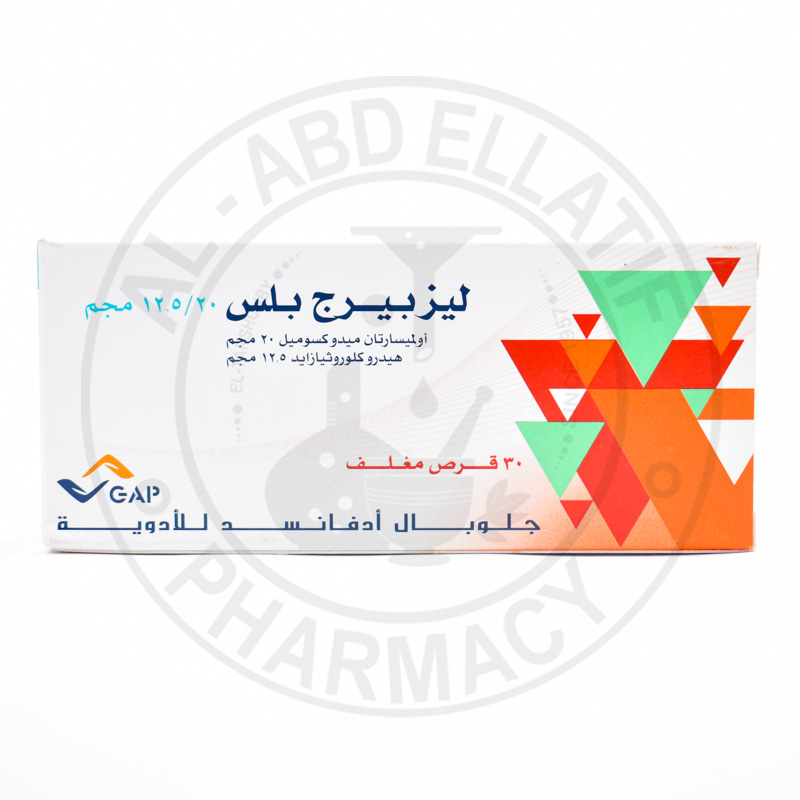 AL - ABD ELLATIF
ليزبيرج بلس ٢٠/١٢,٥ مجم
أولميسارتان ميدوكسوميل ٢٠ مجم
هيدروكلوروثيازايد ١٢,٥ مجم
٣٠ قرص مغلف
GAP
جلوبال أدفانسد للأدوية
PHARMACY